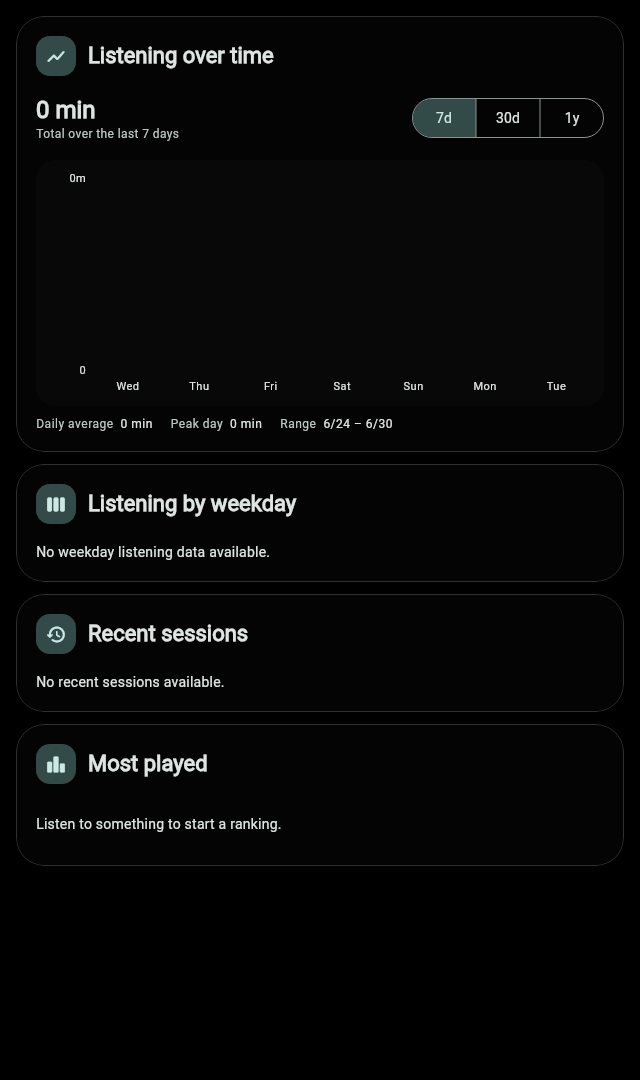 Listening over time
0 min
Total over the last 7 days
7d 30d 1y
0m
0
Wed Thu Fri Sat Sun Mon Tue
Daily average 0 min Peak day 0 min Range 6/24 – 6/30
Listening by weekday
No weekday listening data available.
Recent sessions
No recent sessions available.
Most played
Listen to something to start a ranking.